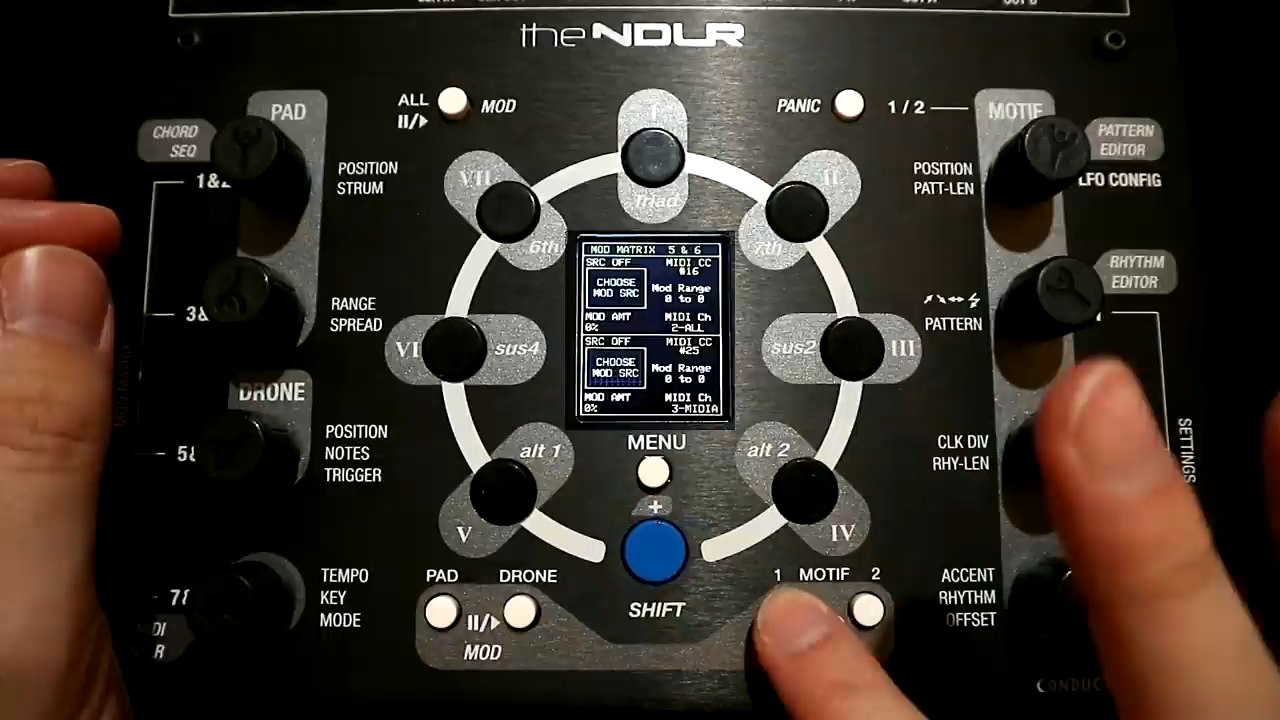 the NDLR
ALL
MOD
PANIC
1 / 2
PAD
MOTIF
CHORD
SEQ
PATTERN
EDITOR
POSITION
STRUM
POSITION
PATT-LEN
LFO CONFIG
I
Triad
VII
6th
II
7th
MOD MATRIX 5 & 6
SRC OFF
MIDI CC
#16
CHOOSE
MOD SRC
Mod Range
0 to 0
MOD AMT
0%
MIDI Ch
2-ALL
SRC OFF
MIDI CC
#25
CHOOSE
MOD SRC
Mod Range
0 to 0
MOD AMT
0%
MIDI Ch
3-MIDIA
RHYTHM
EDITOR
RANGE
SPREAD
PATTERN
VI
sus4
sus2
III
DRONE
POSITION
NOTES
TRIGGER
alt 1
V
alt 2
IV
MENU
+
SHIFT
CLK DIV
RHY-LEN
SETTINGS
TEMPO
KEY
MODE
PAD
DRONE
MOD
1
MOTIF
2
ACCENT
RHYTHM
OFFSET